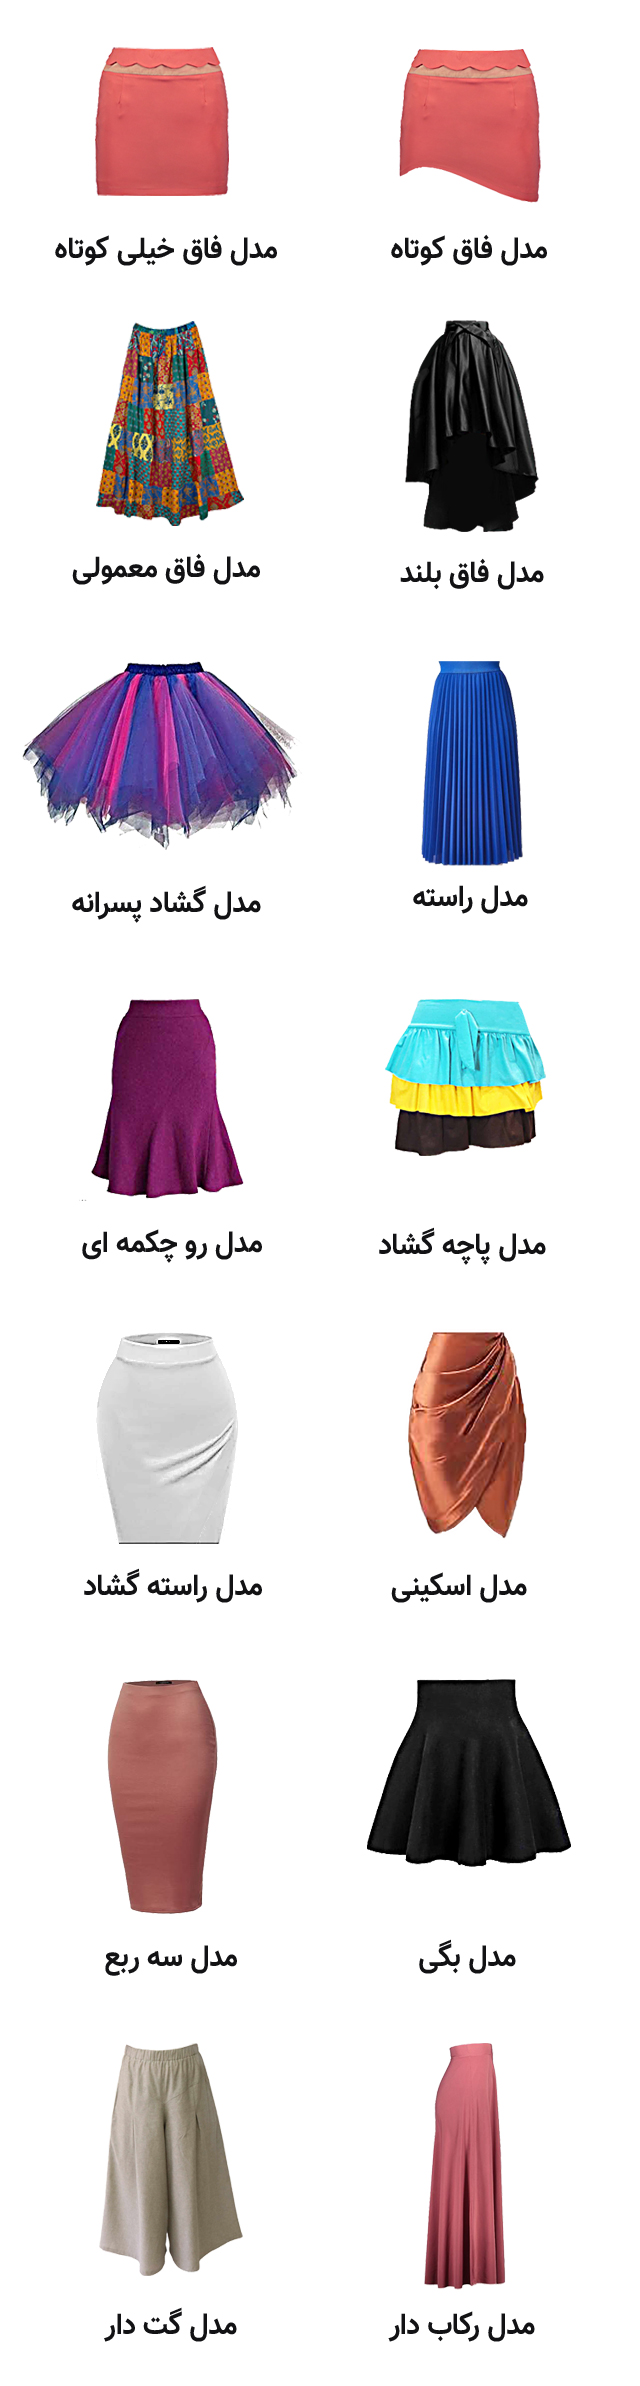 مدل فاق کوتاه
مدل فاق خیلی کوتاه
مدل فاق بلند
مدل فاق معمولی
مدل راسته
مدل گشاد پسرانه
مدل پاچه گشاد
مدل رو چکمه ای
مدل اسکینی
مدل راسته گشاد
مدل بگی
مدل سه ربع
مدل رکاب دار
مدل گت دار